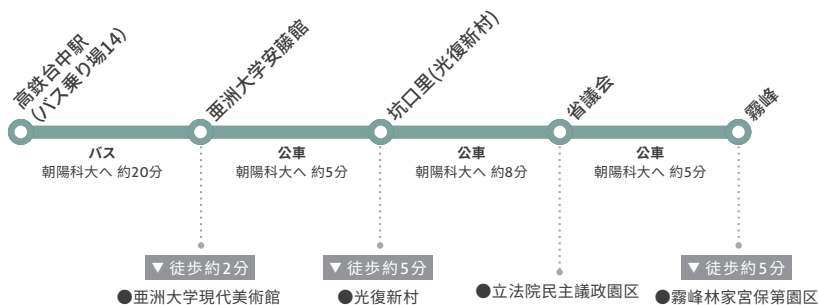 高鉄台中駅
(バス乗り場14)
亜洲大学安藤館
坑口里(光復新村)
省議会
霧峰
バス
朝陽科大へ 約20分
公車
朝陽科大へ 約5分
公車
朝陽科大へ 約8分
公車
朝陽科大へ 約5分
▼ 徒歩約2分
●亜洲大学現代美術館
▼ 徒歩約5分
●光復新村
●立法院民主議政園区
▼ 徒歩約5分
●霧峰林家宮保第園区